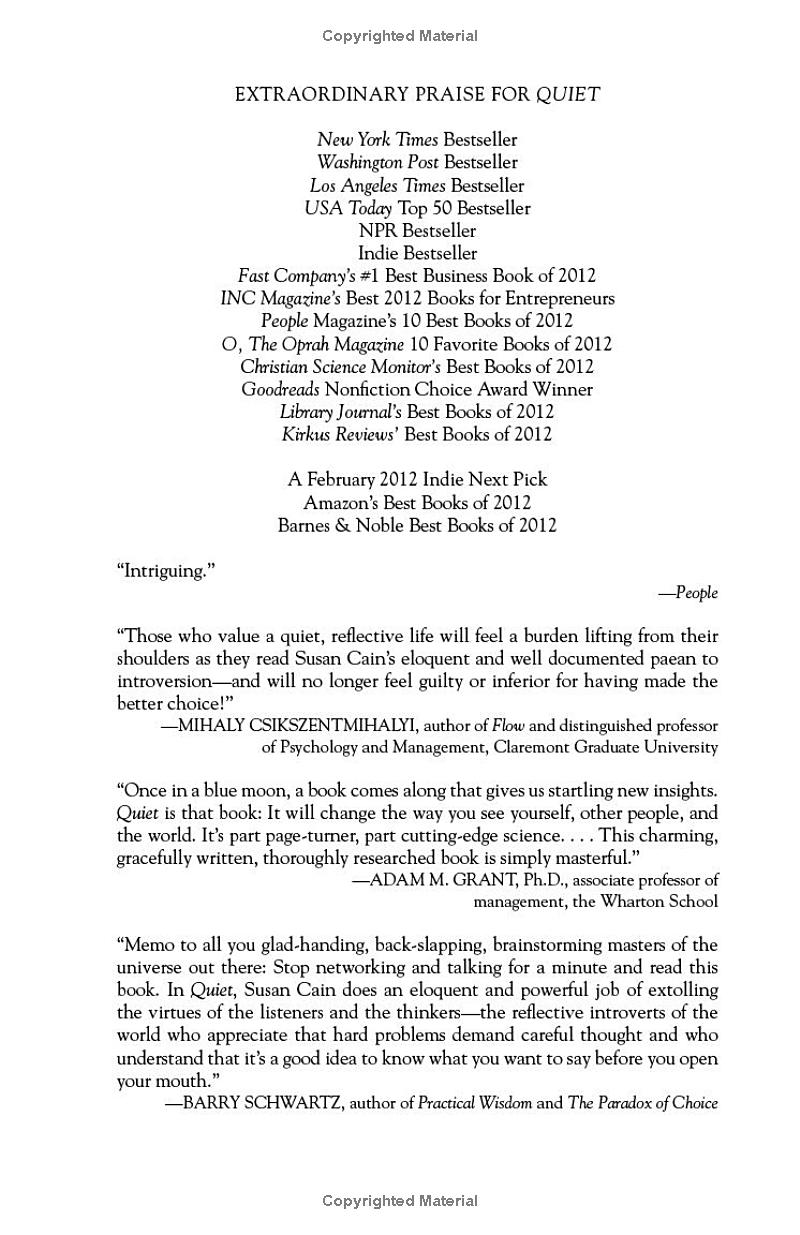 Copyrighted Material
EXTRAORDINARY PRAISE FOR QUIET
New York Times Bestseller
Washington Post Bestseller
Los Angeles Times Bestseller
USA Today Top 50 Bestseller
NPR Bestseller
Indie Bestseller
Fast Company's #1 Best Business Book of 2012
INC Magazine's Best 2012 Books for Entrepreneurs
People Magazine's 10 Best Books of 2012
O, The Oprah Magazine 10 Favorite Books of 2012
Christian Science Monitor's Best Books of 2012
Goodreads Nonfiction Choice Award Winner
Library Journal's Best Books of 2012
Kirkus Reviews' Best Books of 2012
A February 2012 Indie Next Pick
Amazon's Best Books of 2012
Barnes & Noble Best Books of 2012
“Intriguing.”
—People
“Those who value a quiet, reflective life will feel a burden lifting from their
shoulders as they read Susan Cain's eloquent and well documented paean to
introversion—and will no longer feel guilty or inferior for having made the
better choice!”
—MIHALY CSIKSZENTMIHALYI, author of Flow and distinguished professor
of Psychology and Management, Claremont Graduate University
“Once in a blue moon, a book comes along that gives us startling new insights.
Quiet is that book: It will change the way you see yourself, other people, and
the world. It's part page-turner, part cutting-edge science. . . . This charming,
gracefully written, thoroughly researched book is simply masterful.”
—ADAM M. GRANT, Ph.D., associate professor of
management, the Wharton School
“Memo to all you glad-handing, back-slapping, brainstorming masters of the
universe out there: Stop networking and talking for a minute and read this
book. In Quiet, Susan Cain does an eloquent and powerful job of extolling
the virtues of the listeners and the thinkers—the reflective introverts of the
world who appreciate that hard problems demand careful thought and who
understand that it's a good idea to know what you want to say before you open
your mouth.”
—BARRY SCHWARTZ, author of Practical Wisdom and The Paradox of Choice
Copyrighted Material